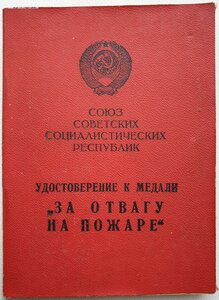 СОЮЗ
СОВЕТСКИХ
СОЦИАЛИСТИЧЕСКИХ
РЕСПУБЛИК
УДОСТОВЕРЕНИЕ К МЕДАЛИ
„ЗА ОТВАГУ
НА ПОЖАРЕ“